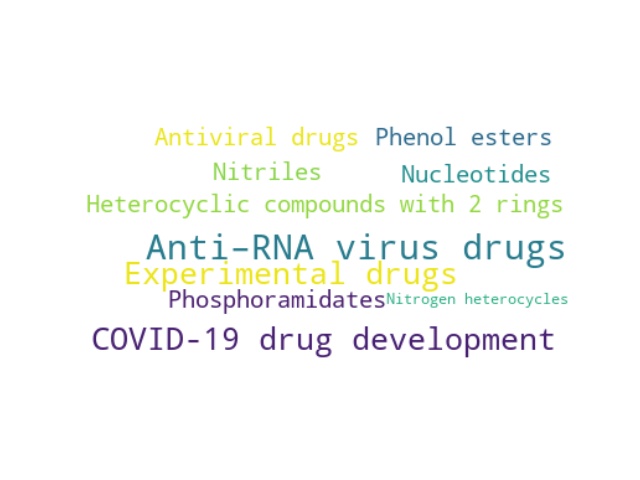 Antiviral drugs Phenol esters
Nitriles Nucleotides
Heterocyclic compounds with 2 rings
Anti–RNA virus drugs
Experimental drugs
Phosphoramidates Nitrogen heterocycles
COVID-19 drug development